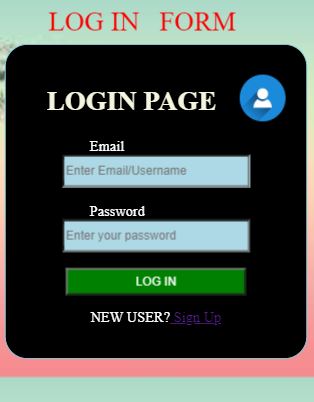 LOG IN FORM
LOGIN PAGE
Email
Enter Email/Username
Password
Enter your password
LOG IN
NEW USER? Sign Up